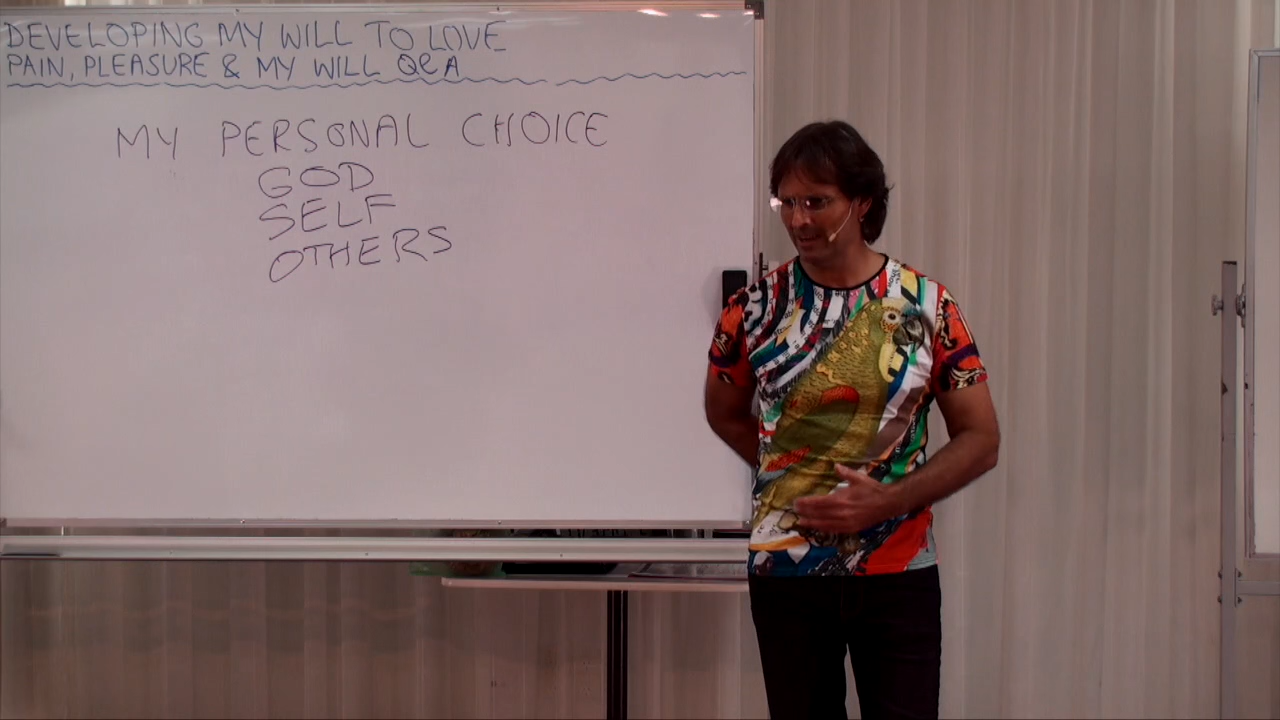 DEVELOPING MY WILL TO LOVE
PAIN, PLEASURE & MY WILL Q&A
MY PERSONAL CHOICE
GOD
SELF
OTHERS